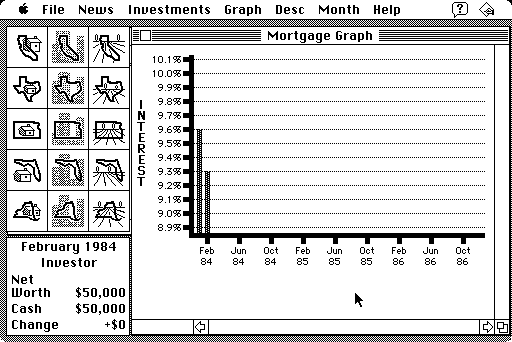 File News Investments Graph Desc Month Help
Mortgage Graph
INTEREST
10.1%
9.9%
9.9%
9.8%
9.7%
9.6%
9.5%
9.4%
9.3%
9.2%
9.1%
9.0%
8.9%
Feb Jun Oct Feb Jun Oct Feb Jun Oct
84 84 84 85 85 85 86 86 86
February 1984
Investor
Net
Worth $50,000
Cash $50,000
Change +$0